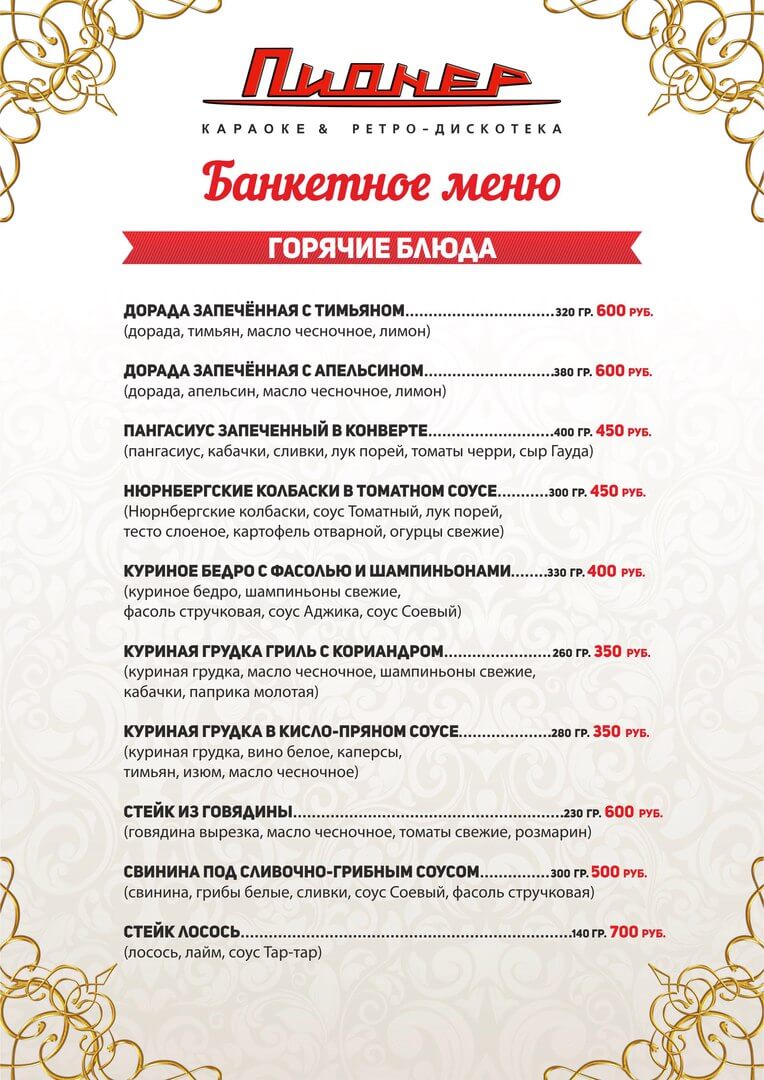 Пионер
КАРАОКЕ & РЕТРО-ДИСКОТЕКА
Банкетное меню
ГОРЯЧИЕ БЛЮДА
ДОРАДА ЗАПЕЧЁННАЯ С ТИМЬЯНОМ..............................320 ГР. 600 РУБ.
(дорада, тимьян, масло чесночное, лимон)
ДОРАДА ЗАПЕЧЁННАЯ С АПЕЛЬСИНОМ..........................380 ГР. 600 РУБ.
(дорада, апельсин, масло чесночное, лимон)
ПАНГАСИУС ЗАПЕЧЕННЫЙ В КОНВЕРТЕ.........................400 ГР. 450 РУБ.
(пангасиус, кабачки, сливки, лук порей, томаты черри, сыр Гауда)
НЮРНБЕРГСКИЕ КОЛБАСКИ В ТОМАТНОМ СОУСЕ..........300 ГР. 450 РУБ.
(Нюрнбергские колбаски, соус Томатный, лук порей,
тесто слоеное, картофель отварной, огурцы свежие)
КУРИНОЕ БЕДРО С ФАСОЛЬЮ И ШАМПИНЬОНАМИ.......330 ГР. 400 РУБ.
(куриное бедро, шампиньоны свежие,
фасоль стручковая, соус Аджика, соус Соевый)
КУРИНАЯ ГРУДКА ГРИЛЬ С КОРИАНДРОМ......................260 ГР. 350 РУБ.
(куриная грудка, масло чесночное, шампиньоны свежие,
кабачки, паприка молотая)
КУРИНАЯ ГРУДКА В КИСЛО-ПРЯНОМ СОУСЕ...................280 ГР. 350 РУБ.
(куриная грудка, вино белое, каперсы,
тимьян, изюм, масло чесночное)
СТЕЙК ИЗ ГОВЯДИНЫ.......................................................230 ГР. 600 РУБ.
(говядина вырезка, масло чесночное, томаты свежие, розмарин)
СВИНИНА ПОД СЛИВОЧНО-ГРИБНЫМ СОУСОМ..............300 ГР. 500 РУБ.
(свинина, грибы белые, сливки, соус Соевый, фасоль стручковая)
СТЕЙК ЛОСОСЬ...................................................................140 ГР. 700 РУБ.
(лосось, лайм, соус Тар-тар)